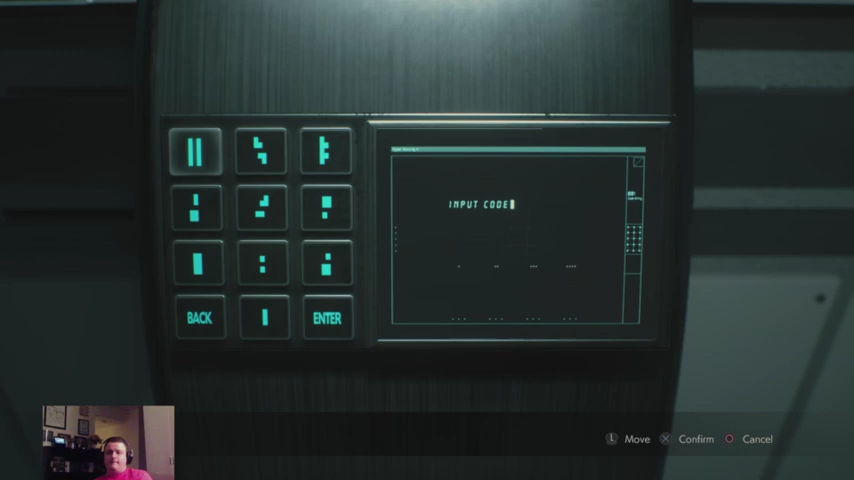 INPUT CODE
BACK
ENTER
L Move
Confirm
Cancel